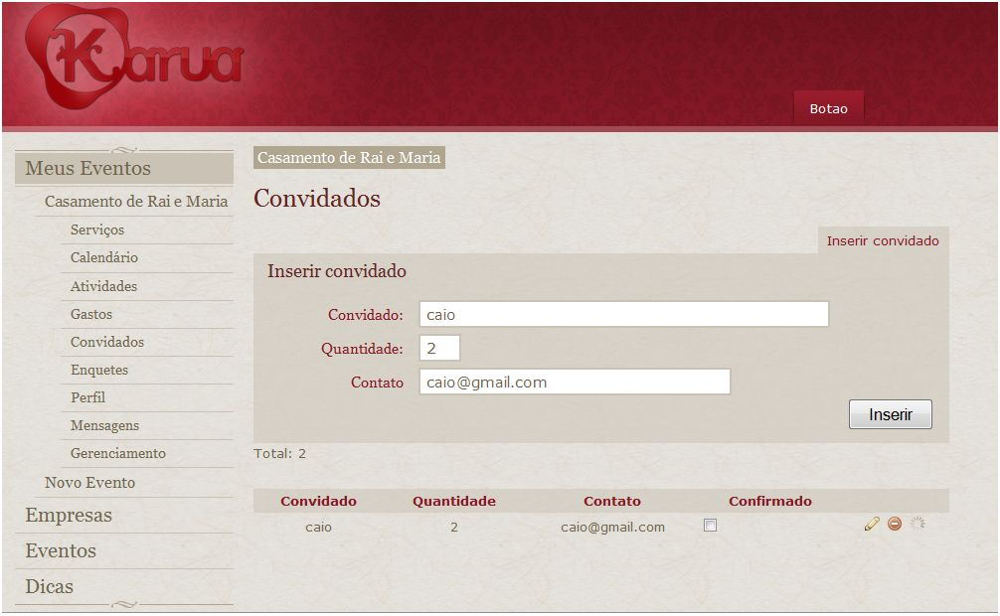 Karua
Botao
Meus Eventos
Casamento de Rai e Maria
Serviços
Calendário
Atividades
Gastos
Convidados
Enquetes
Perfil
Mensagens
Gerenciamento
Novo Evento
Empresas
Eventos
Dicas
Casamento de Rai e Maria
Convidados
Inserir convidado
Inserir convidado
Convidado: caio
Quantidade: 2
Contato caio@gmail.com
Inserir
Total: 2
Convidado Quantidade Contato Confirmado
caio 2 caio@gmail.com